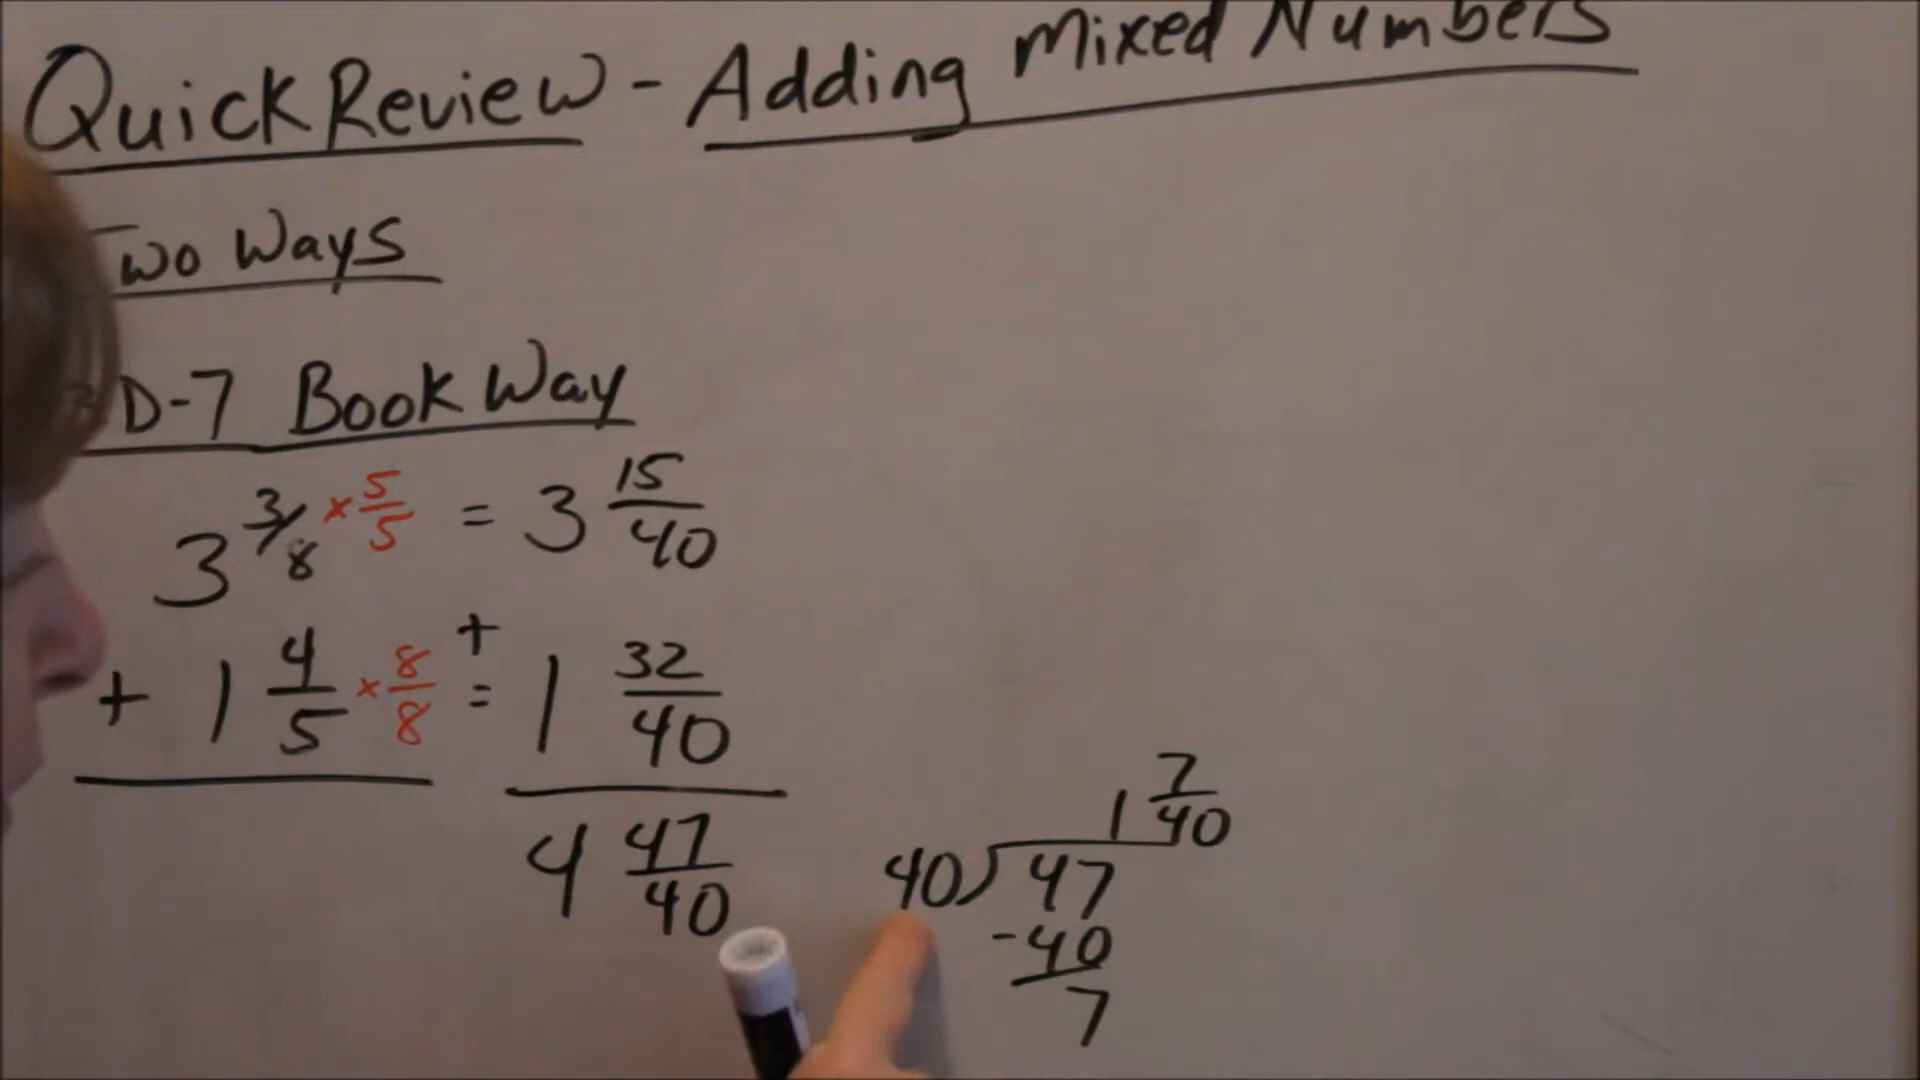 Quick Review - Adding Mixed Numbers
Two Ways
D-7 Book Way
3 3/8 × 5/5 = 3 15/40
+
+ 1 4/5 × 8/8 = 1 32/40
4 47/40
1 7/40
40)47
-40
7